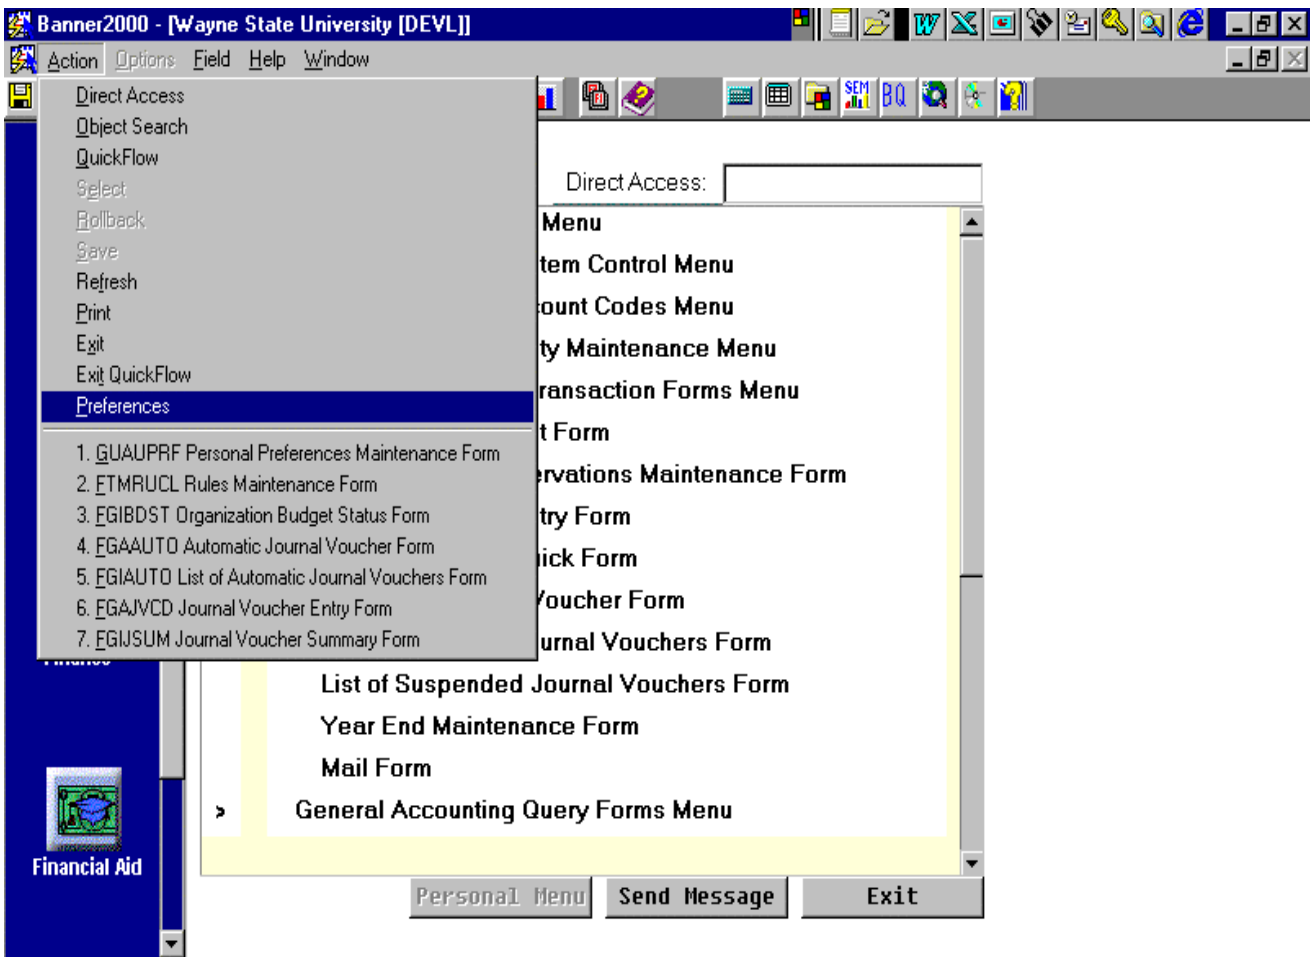 Banner2000 - [Wayne State University [DEVL]]
Action Options Field Help Window
SEM
BQ
Direct Access
Object Search
QuickFlow
Select
Rollback
Save
Refresh
Print
Exit
Exit QuickFlow
Preferences
1. GUAUPRF Personal Preferences Maintenance Form
2. FTMRUCL Rules Maintenance Form
3. FGIBDST Organization Budget Status Form
4. FGAAUTO Automatic Journal Voucher Form
5. FGIAUTO List of Automatic Journal Vouchers Form
6. FGAJVCD Journal Voucher Entry Form
7. FGIJSUM Journal Voucher Summary Form
Direct Access:
Menu
tem Control Menu
ount Codes Menu
ty Maintenance Menu
ransaction Forms Menu
t Form
ervations Maintenance Form
try Form
ick Form
Voucher Form
urnal Vouchers Form
List of Suspended Journal Vouchers Form
Year End Maintenance Form
Mail Form
> General Accounting Query Forms Menu
Financial Aid
Personal Menu Send Message Exit